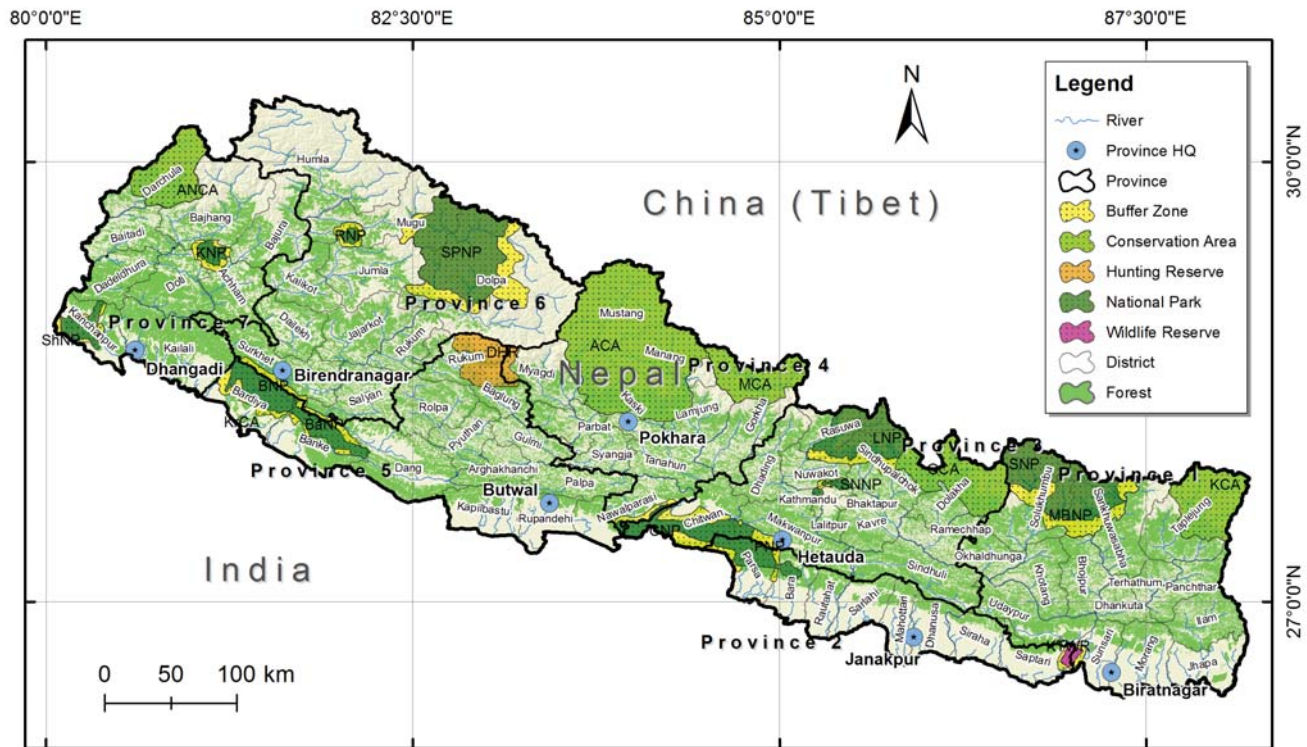 80°0'0"E
82°30'0"E
85°0'0"E
87°30'0"E
N
Legend
River
Province HQ
Province
Buffer Zone
Conservation Area
Hunting Reserve
National Park
Wildlife Reserve
District
Forest
30°0'0"N
27°0'0"N
China (Tibet)
Nepal
India
Humla
Darchula
ANCA
Bajhang
Bajura
Baitadi
Mugu
RNP
KNP
SPNP
Dadeldhura
Doti
Achham
Jumla
Kalikot
Dolpa
Province 6
Mustang
Kanchanpur
Province 7
ShNP
Kailali
Dhangadi
Dailekh
Jajarkot
Rukum
Surkhet
Birendranagar
Rukum
DHR
Myagdi
ACA
Manang
Province 4
MCA
BNP
Bardiya
Salyan
Rolpa
Baglung
Kaski
Lamjung
Gorkha
KrCA
BaNP
Banke
Pyuthan
Gulmi
Parbat
Pokhara
Syangja
Tanahun
Province 5
Dang
Arghakhanchi
Palpa
Butwal
Kapilbastu
Rupandehi
Nawalparasi
Rasuwa
LNP
Province 3
Sindhupalchok
GCA
Dhading
Nuwakot
SNNP
Kathmandu
Bhaktapur
Dolakha
SNP
Province 1
Solukhumbu
Sankhuwasabha
MBNP
KCA
Taplejung
CNP
Chitwan
Makwanpur
Lalitpur
Kavre
Ramechhap
PNP
Hetauda
Okhaldhunga
Parsa
Bara
Sindhuli
Khotang
Bhojpur
Terhathum
Panchthar
Rautahat
Sarlahi
Mahottari
Dhanusa
Udaypur
Dhankuta
Ilam
Province 2
Janakpur
Siraha
Saptari
Sunsari
Morang
Jhapa
Biratnagar
0 50 100 km